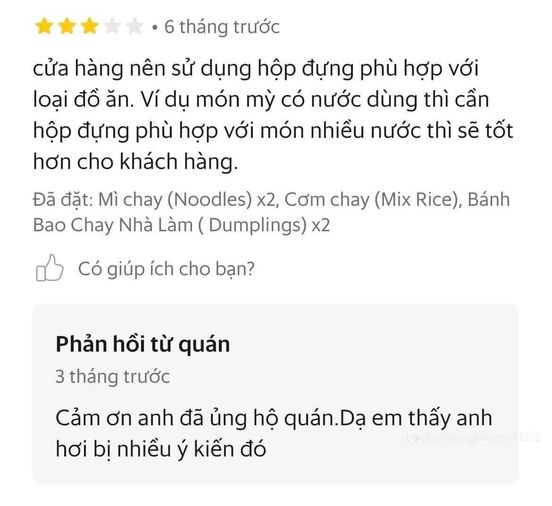 • 6 tháng trước
cửa hàng nên sử dụng hộp đựng phù hợp với
loại đồ ăn. Ví dụ món mỳ có nước dùng thì cần
hộp đựng phù hợp với món nhiều nước thì sẽ tốt
hơn cho khách hàng.
Đã đặt: Mì chay (Noodles) x2, Cơm chay (Mix Rice), Bánh
Bao Chay Nhà Làm ( Dumplings) x2
Có giúp ích cho bạn?
Phản hồi từ quán
3 tháng trước
Cảm ơn anh đã ủng hộ quán.Dạ em thấy anh
hơi bị nhiều ý kiến đó